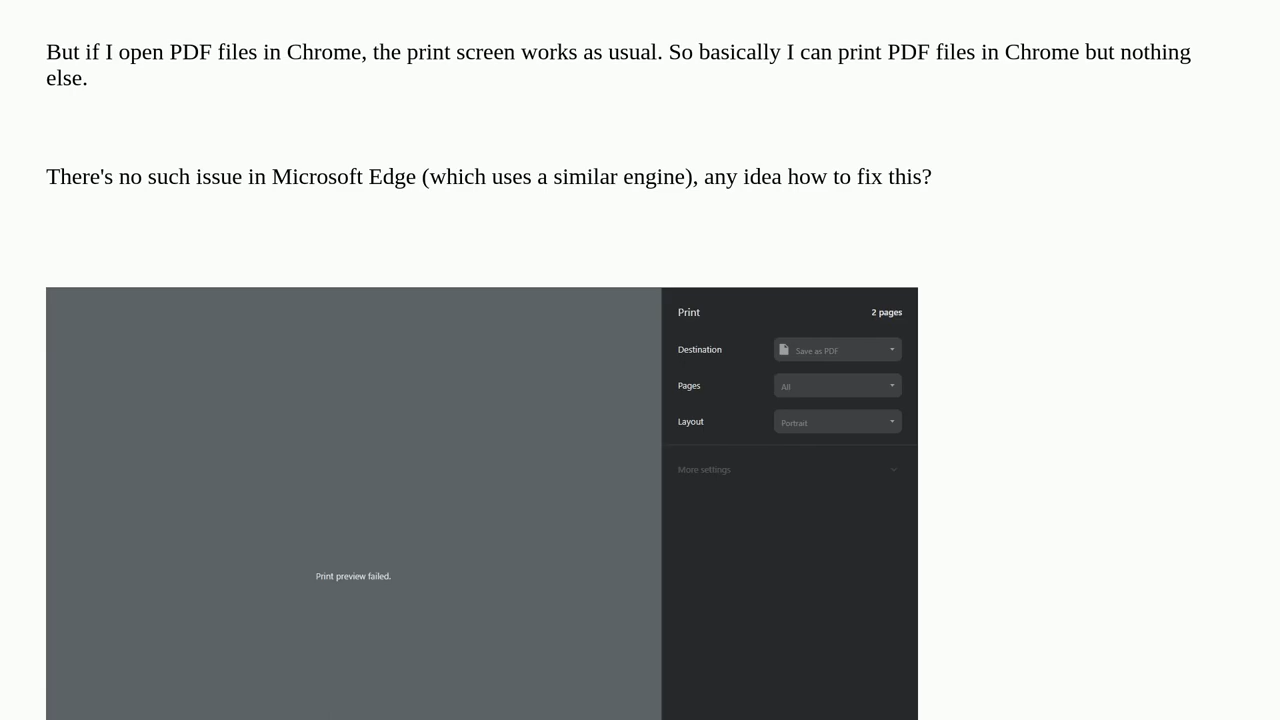 But if I open PDF files in Chrome, the print screen works as usual. So basically I can print PDF files in Chrome but nothing
else.
There's no such issue in Microsoft Edge (which uses a similar engine), any idea how to fix this?
Print
2 pages
Destination
Save as PDF
Pages
All
Layout
Portrait
More settings
Print preview failed.